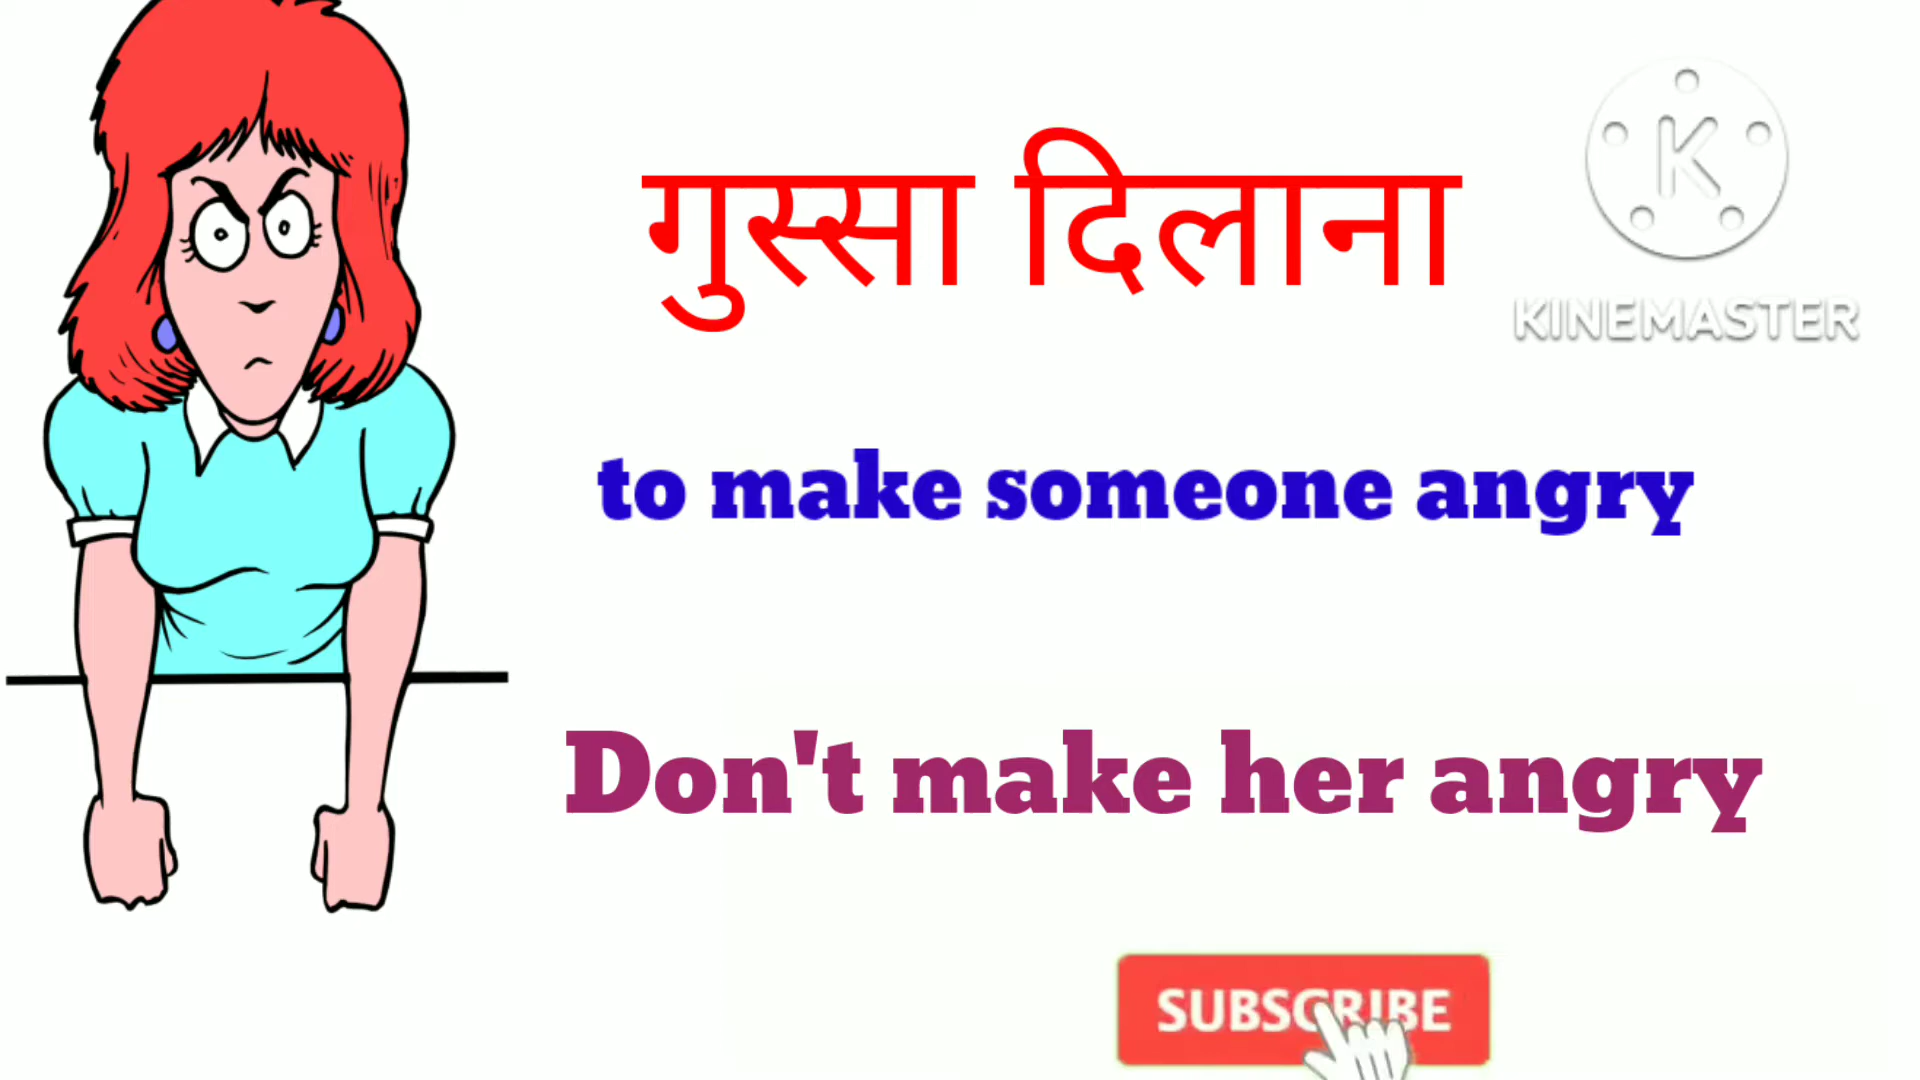 गुस्सा दिलाना
KINEMASTER
to make someone angry
Don't make her angry
SUBSCRIBE